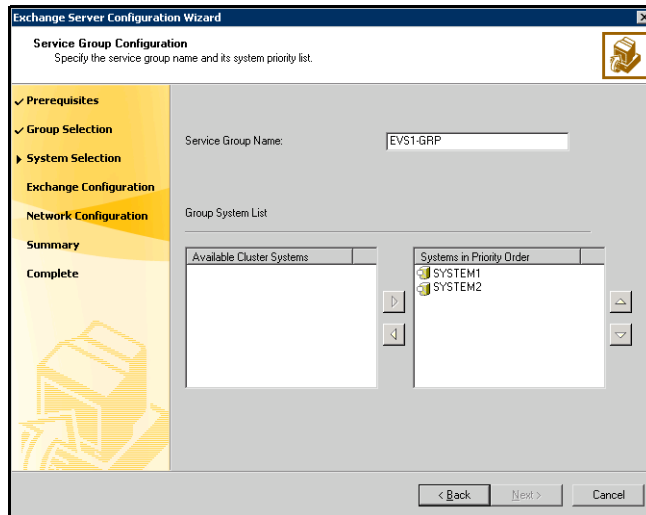 Exchange Server Configuration Wizard
Service Group Configuration
Specify the service group name and its system priority list.
Prerequisites
Group Selection
System Selection
Exchange Configuration
Network Configuration
Summary
Complete
Service Group Name:
EVS1-GRP
Group System List
Available Cluster Systems
Systems in Priority Order
SYSTEM1
SYSTEM2
< Back
Next >
Cancel